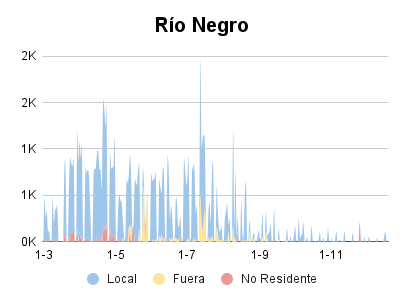 Río Negro
2K
2K
1K
1K
0K
1-3 1-5 1-7 1-9 1-11
Local Fuera No Residente